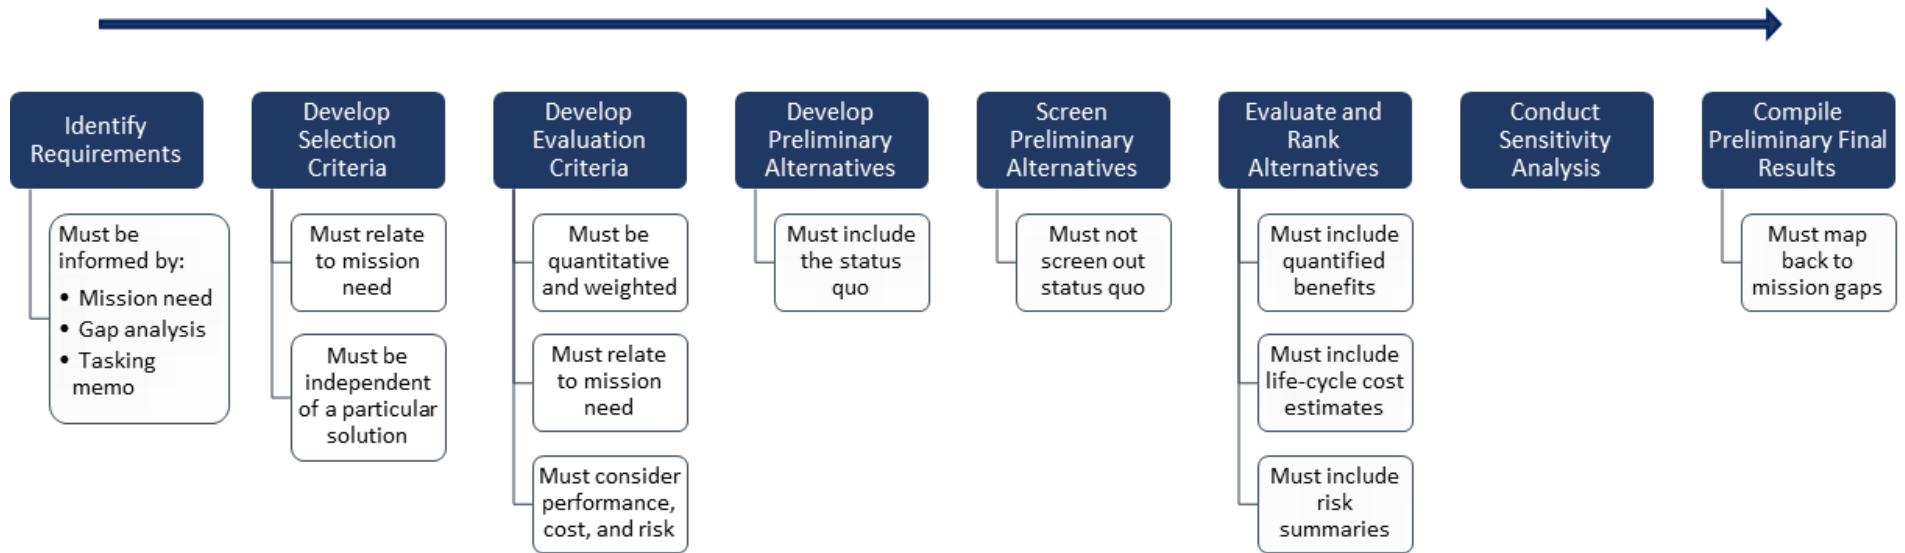 Identify
Requirements
Must be
informed by:
• Mission need
• Gap analysis
• Tasking
memo
Develop
Selection
Criteria
Must relate
to mission
need
Must be
independent
of a particular
solution
Develop
Evaluation
Criteria
Must be
quantitative
and weighted
Must relate
to mission
need
Must consider
performance,
cost, and risk
Develop
Preliminary
Alternatives
Must include
the status
quo
Screen
Preliminary
Alternatives
Must not
screen out
status quo
Evaluate and
Rank
Alternatives
Must include
quantified
benefits
Must include
life-cycle cost
estimates
Must include
risk
summaries
Conduct
Sensitivity
Analysis
Compile
Preliminary Final
Results
Must map
back to
mission gaps